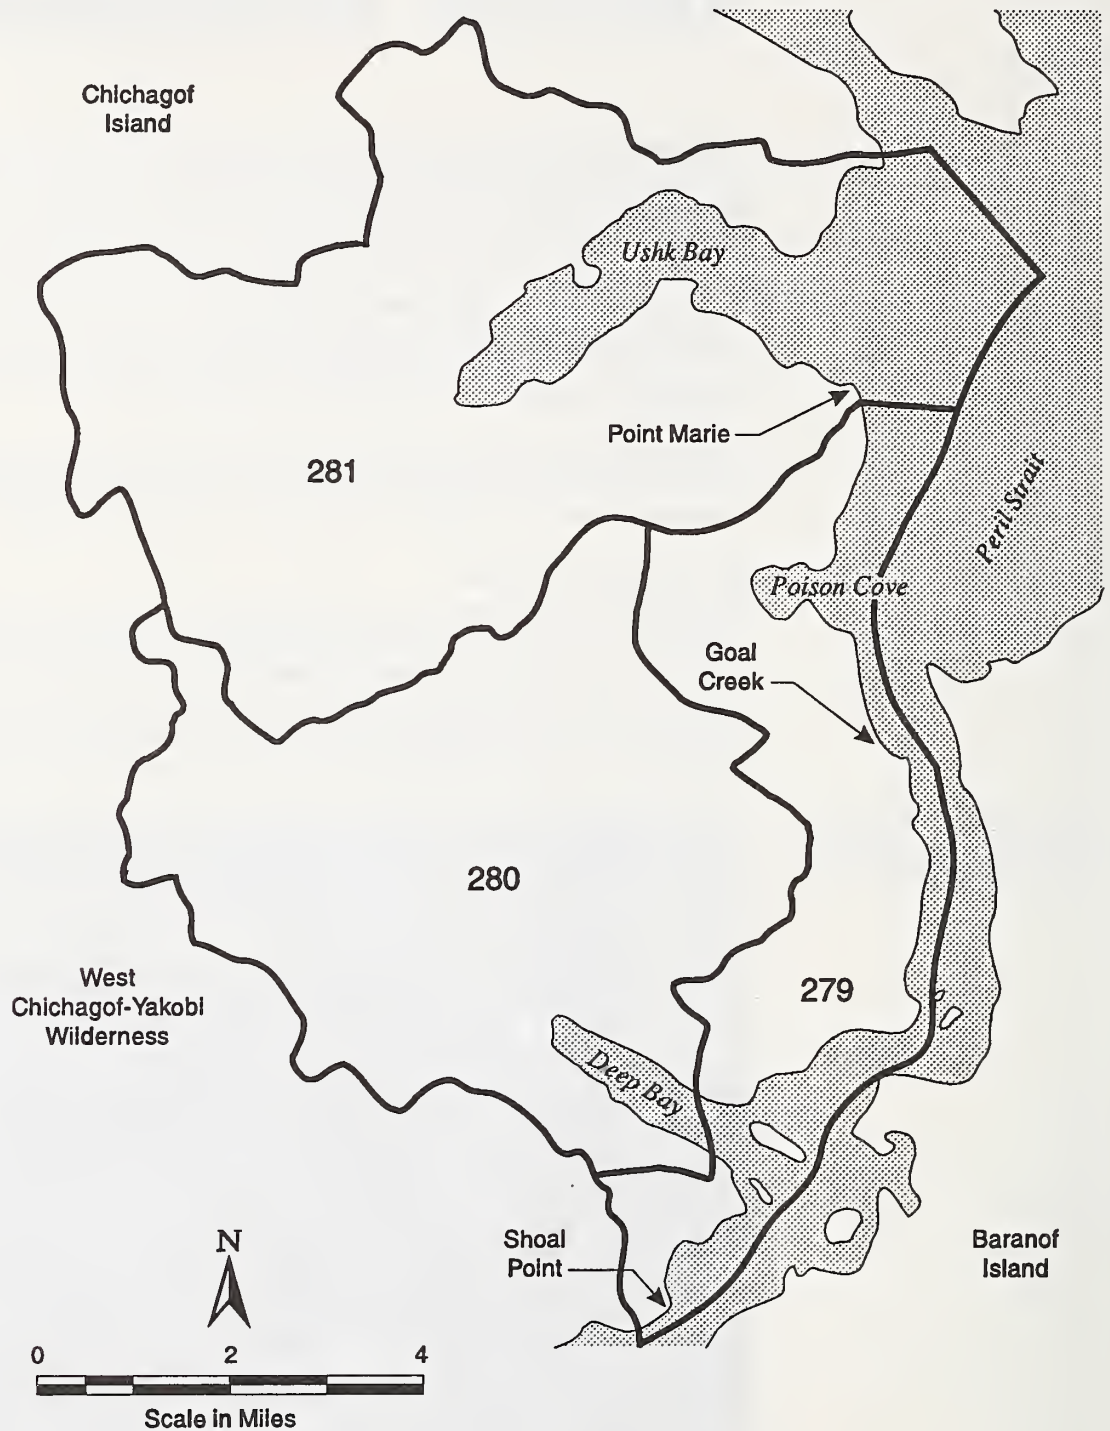 Chichagof
Island
Ushk Bay
Point Marie
281
Peril Strait
Poison Cove
Goal
Creek
280
West
Chichagof-Yakobi
Wilderness
279
Deep Bay
Shoal
Point
Baranof
Island
N
0 2 4
Scale in Miles